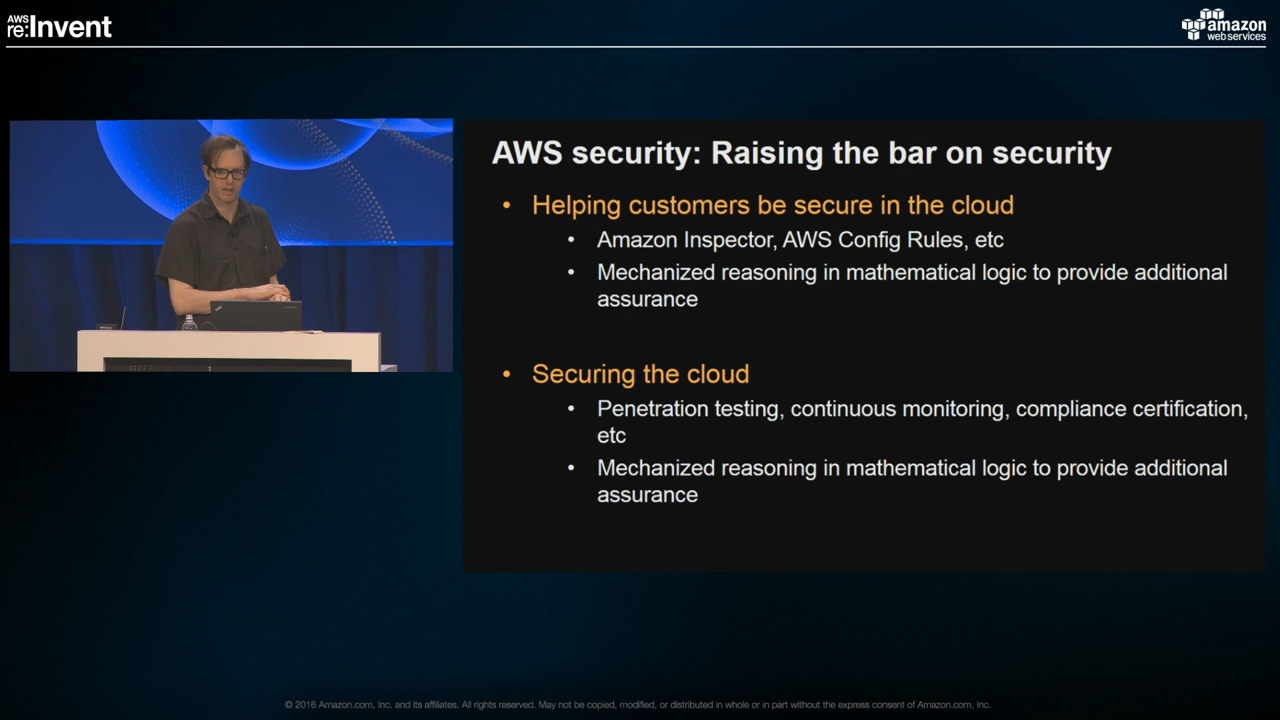 AWS
re:Invent
amazon
web services
AWS security: Raising the bar on security
• Helping customers be secure in the cloud
• Amazon Inspector, AWS Config Rules, etc
• Mechanized reasoning in mathematical logic to provide additional
assurance
• Securing the cloud
• Penetration testing, continuous monitoring, compliance certification,
etc
• Mechanized reasoning in mathematical logic to provide additional
assurance
© 2016 Amazon.com, Inc. and its affiliates. All rights reserved. May not be copied, modified, or distributed in whole or in part without the express consent of Amazon.com, Inc.